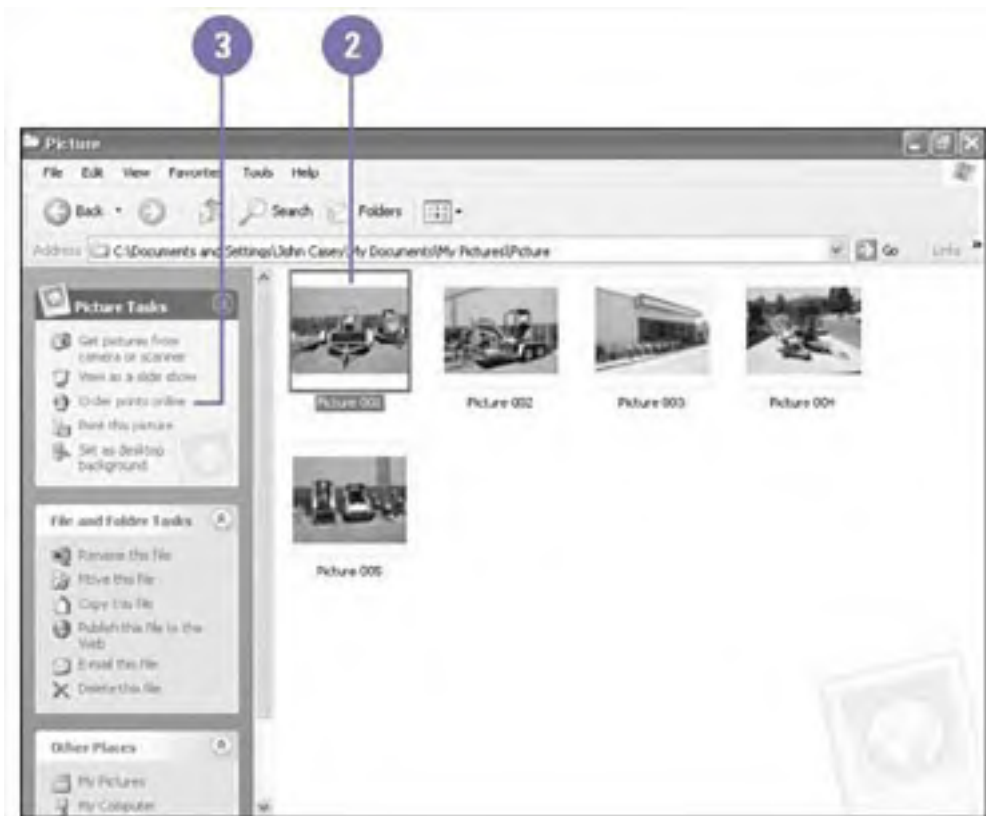 3 2
Picture
File Edit View Favorites Tools Help
Back Search Folders
Address C:\Documents and Settings\John Casey\My Documents\My Pictures\Picture Go Links »
Picture Tasks
Get pictures from
camera or scanner
View as a slide show
Order prints online
Print this picture
Set as desktop
background
Picture 001 Picture 002 Picture 003 Picture 004
File and Folder Tasks
Rename this file
Move this file
Copy this file
Publish this file to the
Web
E-mail this file
Delete this file
Picture 005
Other Places
My Pictures
My Computer